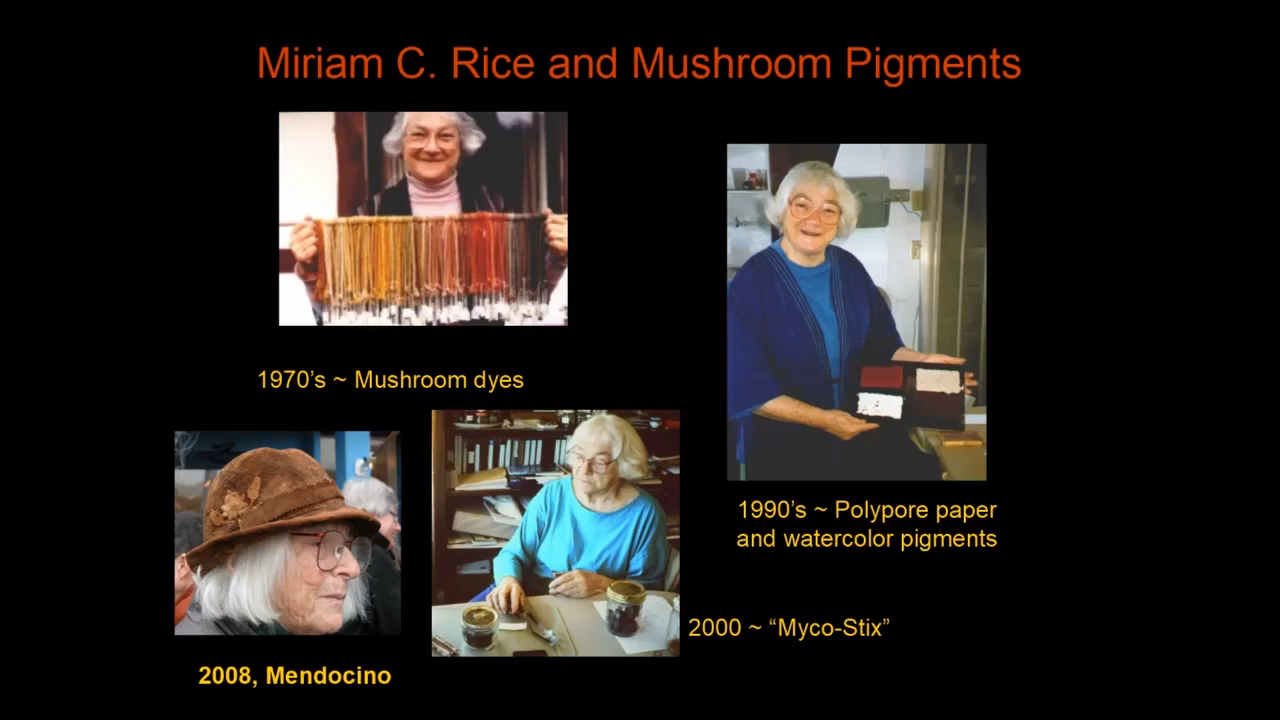 Miriam C. Rice and Mushroom Pigments
1970's ~ Mushroom dyes
1990's ~ Polypore paper
and watercolor pigments
2000 ~ “Myco-Stix”
2008, Mendocino